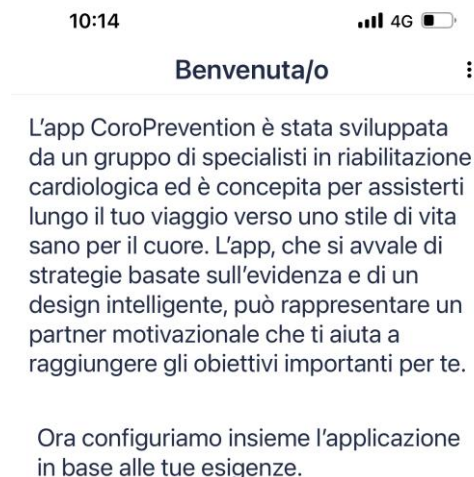 10:14
4G
Benvenuta/o
L'app CoroPrevention è stata sviluppata
da un gruppo di specialisti in riabilitazione
cardiologica ed è concepita per assisterti
lungo il tuo viaggio verso uno stile di vita
sano per il cuore. L'app, che si avvale di
strategie basate sull'evidenza e di un
design intelligente, può rappresentare un
partner motivazionale che ti aiuta a
raggiungere gli obiettivi importanti per te.
Ora configuriamo insieme l'applicazione
in base alle tue esigenze.